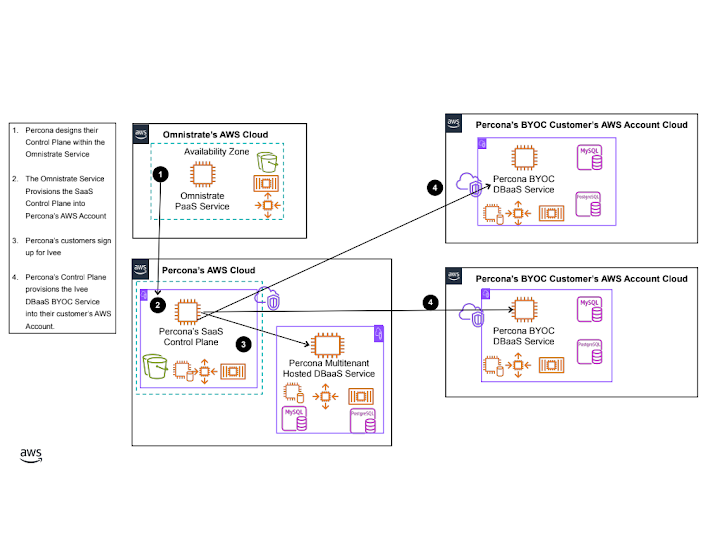 1. Percona designs their
Control Plane within the
Omnistrate Service
2. The Omnistrate Service
Provisions the SaaS
Control Plane into
Percona's AWS Account
3. Percona's customers sign
up for Ivee
4. Percona's Control Plane
provisions the Ivee
DBaaS BYOC Service
into their customer's AWS
Account.
aws
Omnistrate's AWS Cloud
Availability Zone
1
Omnistrate
PaaS Service
aws
Percona's AWS Cloud
2
Percona's SaaS
Control Plane
3
Percona Multitenant
Hosted DBaaS Service
MySQL
PostgreSQL
aws
Percona's BYOC Customer's AWS Account Cloud
4
Percona BYOC
DBaaS Service
MySQL
PostgreSQL
aws
Percona's BYOC Customer's AWS Account Cloud
4
Percona BYOC
DBaaS Service
MySQL
PostgreSQL
aws